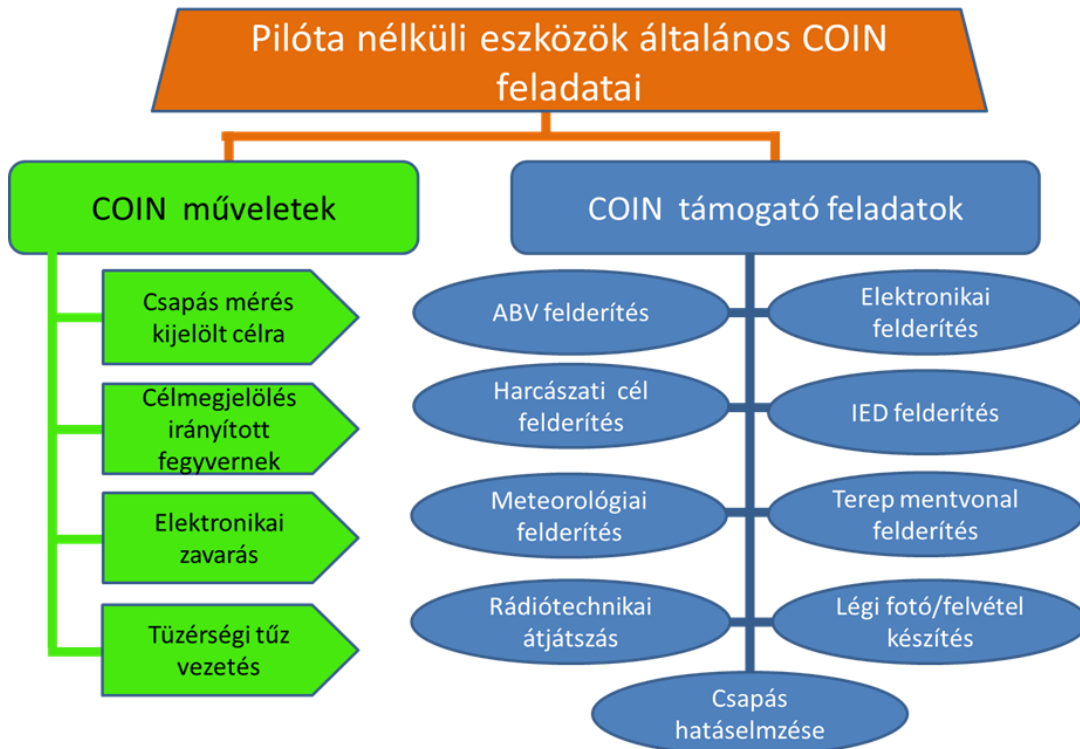 Pilóta nélküli eszközök általános COIN
feladatai
COIN műveletek
COIN támogató feladatok
Csapás mérés
kijelölt célra
Célmegjelölés
irányított
fegyvernek
Elektronikai
zavarás
Tüzérségi tűz
vezetés
ABV felderítés
Elektronikai
felderítés
Harcászati cél
felderítés
IED felderítés
Meteorológiai
felderítés
Terep mentvonal
felderítés
Rádiótechnikai
átjátszás
Légi fotó/felvétel
készítés
Csapás
hatáselmzése